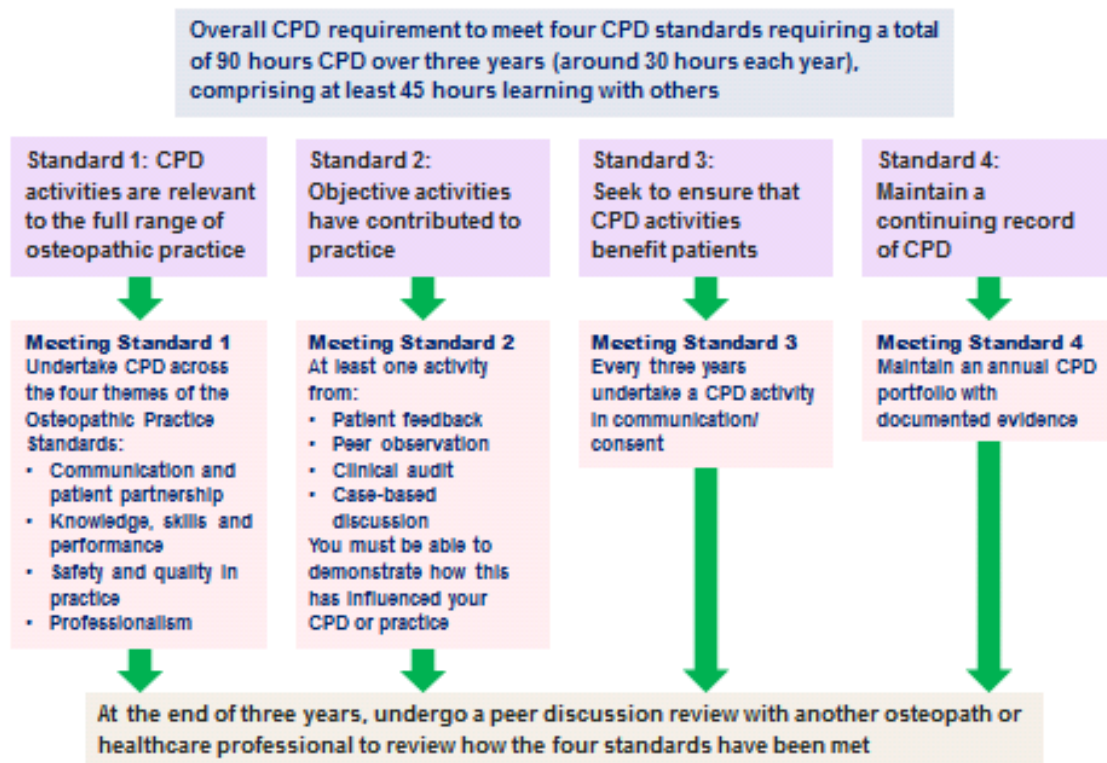 Overall CPD requirement to meet four CPD standards requiring a total
of 90 hours CPD over three years (around 30 hours each year),
comprising at least 45 hours learning with others
Standard 1: CPD
activities are relevant
to the full range of
osteopathic practice
Standard 2:
Objective activities
have contributed to
practice
Standard 3:
Seek to ensure that
CPD activities
benefit patients
Standard 4:
Maintain a
continuing record
of CPD
Meeting Standard 1
Undertake CPD across
the four themes of the
Osteopathic Practice
Standards:
• Communication and
patient partnership
• Knowledge, skills and
performance
• Safety and quality in
practice
• Professionalism
Meeting Standard 2
At least one activity
from:
• Patient feedback
• Peer observation
• Clinical audit
• Case-based
discussion
You must be able to
demonstrate how this
has influenced your
CPD or practice
Meeting Standard 3
Every three years
undertake a CPD activity
in communication/
consent
Meeting Standard 4
Maintain an annual CPD
portfolio with
documented evidence
At the end of three years, undergo a peer discussion review with another osteopath or
healthcare professional to review how the four standards have been met